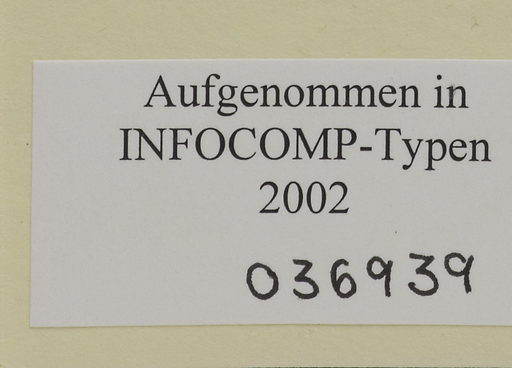 Aufgenommen in
INFOCOMP-Typen
2002
036939